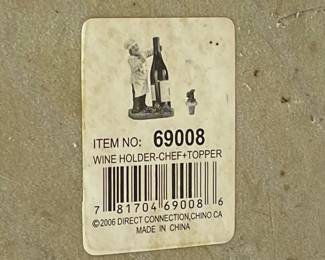 ITEM NO: 69008
WINE HOLDER-CHEF+TOPPER
7 81704 69008 6
©2006 DIRECT CONNECTION,CHINO CA
MADE IN CHINA